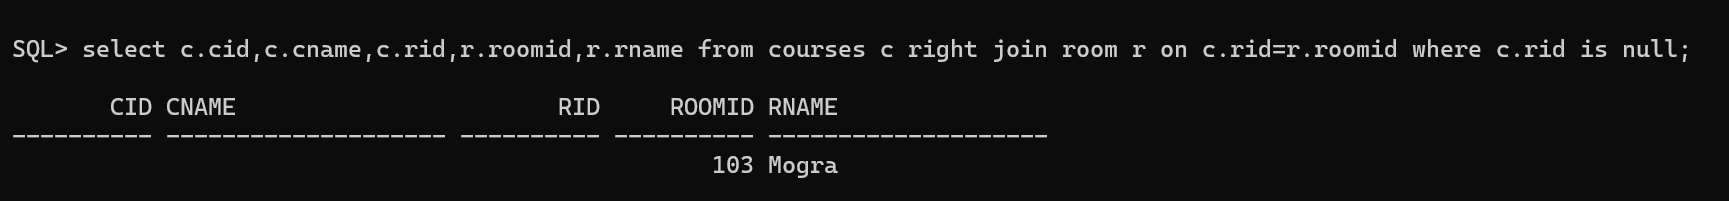 SQL> select c.cid,c.cname,c.rid,r.roomid,r.rname from courses c right join room r on c.rid=r.roomid where c.rid is null;
       CID CNAME                       RID     ROOMID RNAME
---------- -------------------- ---------- ---------- --------------------
                                                  103 Mogra